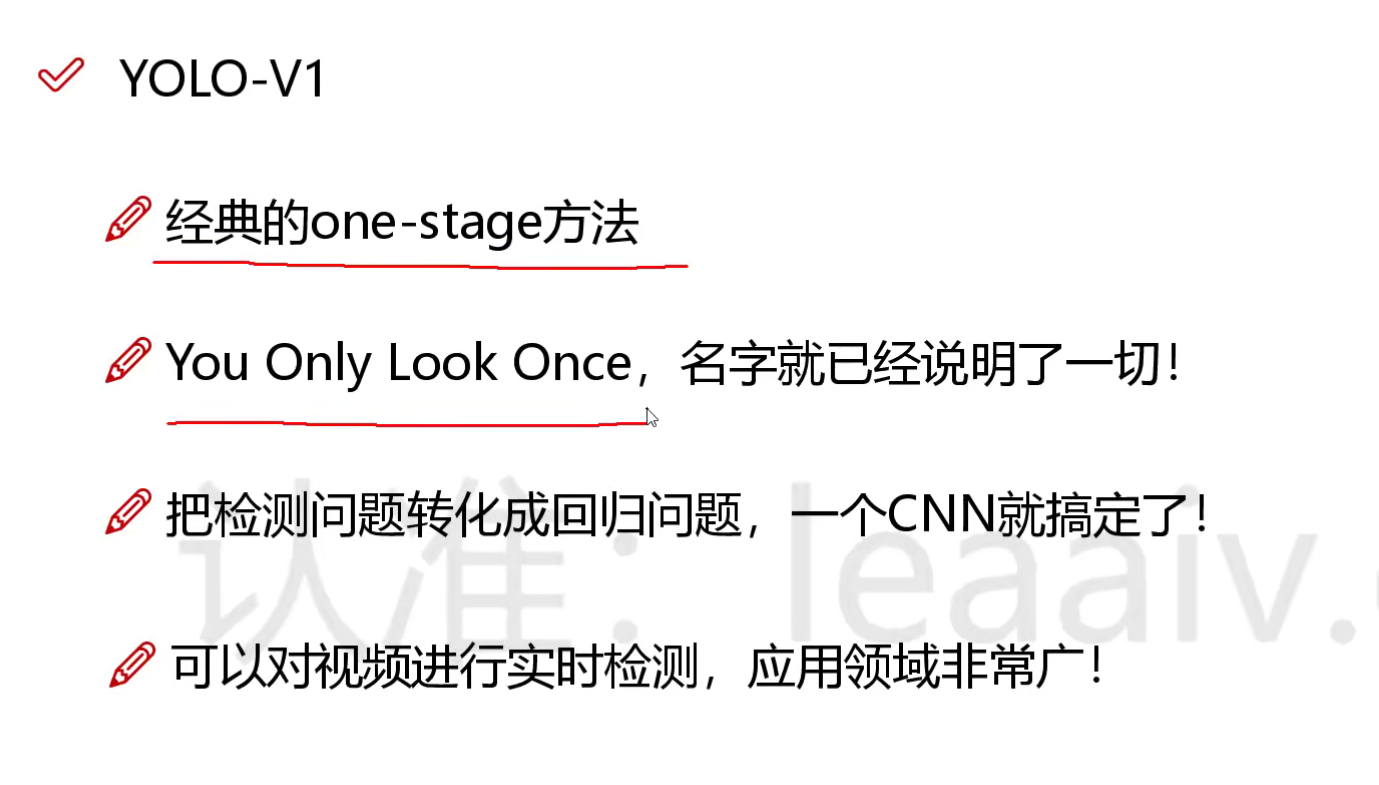 YOLO-V1
经典的one-stage方法
You Only Look Once，名字就已经说明了一切！
把检测问题转化成回归问题，一个CNN就搞定了！
认准：leaaiv.
可以对视频进行实时检测，应用领域非常广！